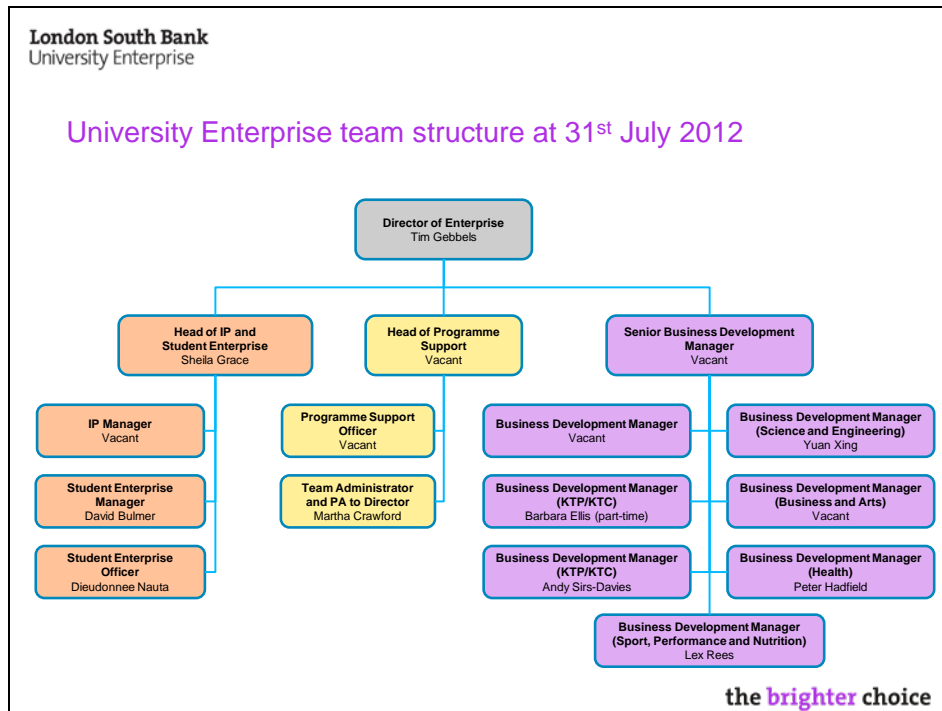 London South Bank
University Enterprise
University Enterprise team structure at 31st July 2012
Director of Enterprise
Tim Gebbels
Head of IP and
Student Enterprise
Sheila Grace
Head of Programme
Support
Vacant
Senior Business Development
Manager
Vacant
IP Manager
Vacant
Programme Support
Officer
Vacant
Business Development Manager
Vacant
Business Development Manager
(Science and Engineering)
Yuan Xing
Student Enterprise
Manager
David Bulmer
Team Administrator
and PA to Director
Martha Crawford
Business Development Manager
(KTP/KTC)
Barbara Ellis (part-time)
Business Development Manager
(Business and Arts)
Vacant
Student Enterprise
Officer
Dieudonnee Nauta
Business Development Manager
(KTP/KTC)
Andy Sirs-Davies
Business Development Manager
(Health)
Peter Hadfield
Business Development Manager
(Sport, Performance and Nutrition)
Lex Rees
the brighter choice